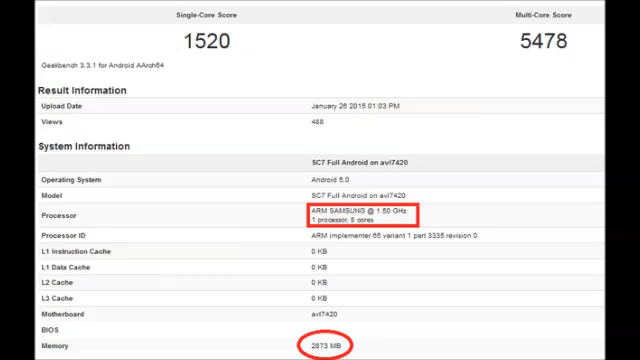 Single-Core Score Multi-Core Score
1520 5478
Geekbench 3.3.1 for Android AArch64
Result Information
Upload Date January 26 2015 01:03 PM
Views 488
System Information
SC7 Full Android on avl7420
Operating System Android 5.0
Model SC7 Full Android on avl7420
Processor ARM SAMSUNG @ 1.50 GHz
1 processor, 8 cores
Processor ID ARM implementer 65 variant 1 part 3335 revision 0
L1 Instruction Cache 0 KB
L1 Data Cache 0 KB
L2 Cache 0 KB
L3 Cache 0 KB
Motherboard avl7420
BIOS
Memory 2873 MB